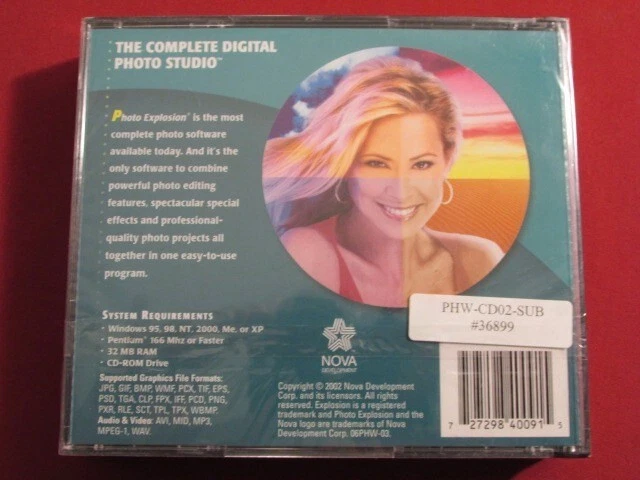 THE COMPLETE DIGITAL
PHOTO STUDIO™
Photo Explosion® is the most
complete photo software
available today. And it's the
only software to combine
powerful photo editing
features, spectacular special
effects and professional-
quality photo projects all
together in one easy-to-use
program.
SYSTEM REQUIREMENTS
• Windows 95, 98, NT, 2000, Me, or XP
• Pentium® 166 Mhz or Faster
• 32 MB RAM
• CD-ROM Drive
Supported Graphics File Formats:
JPG, GIF, BMP, WMF, PCX, TIF, EPS,
PSD, TGA, CLP, FPX, IFF, PCD, PNG,
PXR, RLE, SCT, TPL, TPX, WBMP.
Audio & Video: AVI, MID, MP3,
MPEG-1, WAV.
NOVA
DEVELOPMENT
Copyright © 2002 Nova Development
Corp. and its licensors. All rights
reserved. Explosion is a registered
trademark and Photo Explosion and the
Nova logo are trademarks of Nova
Development Corp. 06PHW-03.
PHW-CD02-SUB
#36899
7 27298 40091 5